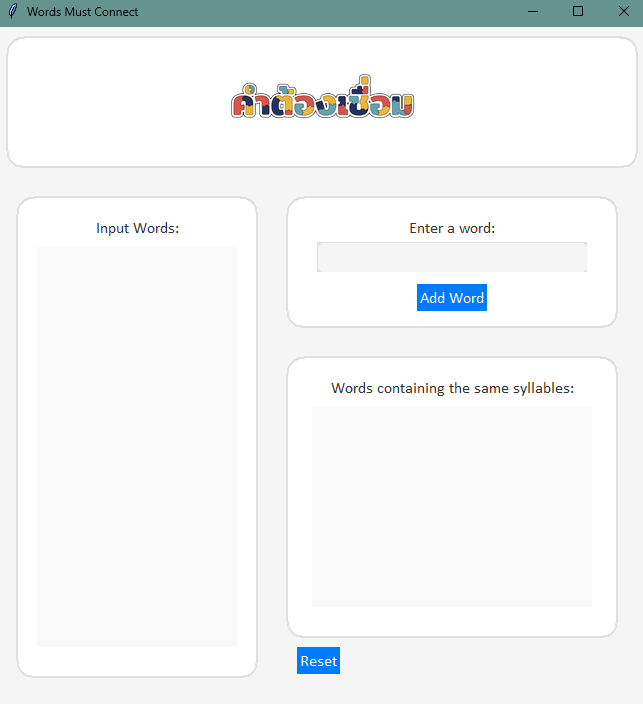 Words Must Connect
คำต้องเชื่อม
Input Words:
Enter a word:
Add Word
Words containing the same syllables:
Reset